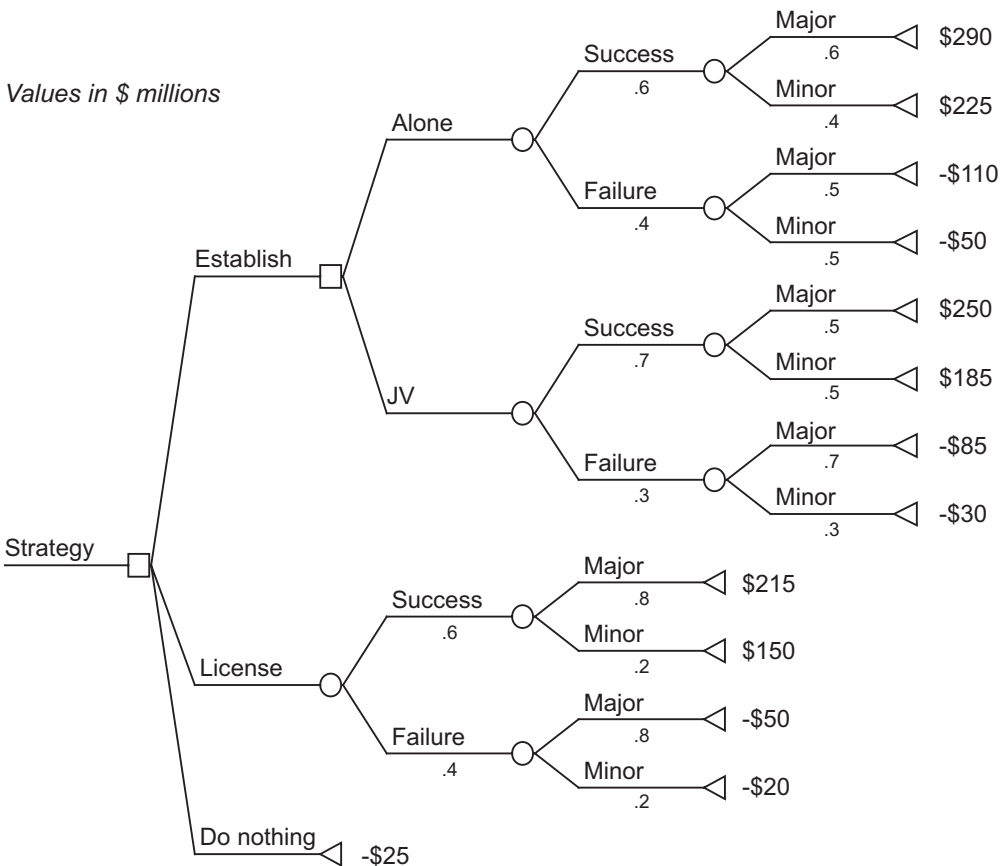 Major
.6
$290
Success
.6
Values in $ millions
Minor
.4
$225
Alone
Major
.5
-$110
Failure
.4
Minor
.5
-$50
Establish
Major
.5
$250
Success
.7
Minor
.5
$185
JV
Major
.7
-$85
Failure
.3
Minor
.3
-$30
Strategy
Major
.8
$215
Success
.6
Minor
.2
$150
License
Major
.8
-$50
Failure
.4
Minor
.2
-$20
Do nothing
-$25